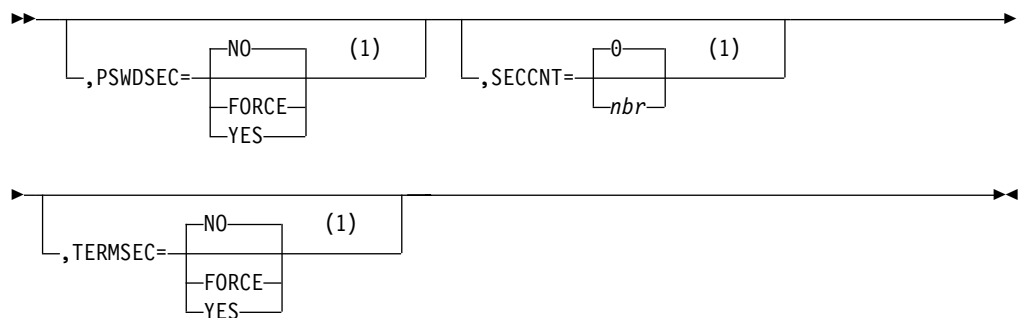 NO (1) 0 (1)
,PSWDSEC= ,SECCNT=
FORCE nbr
YES
NO (1)
,TERMSEC=
FORCE
YES